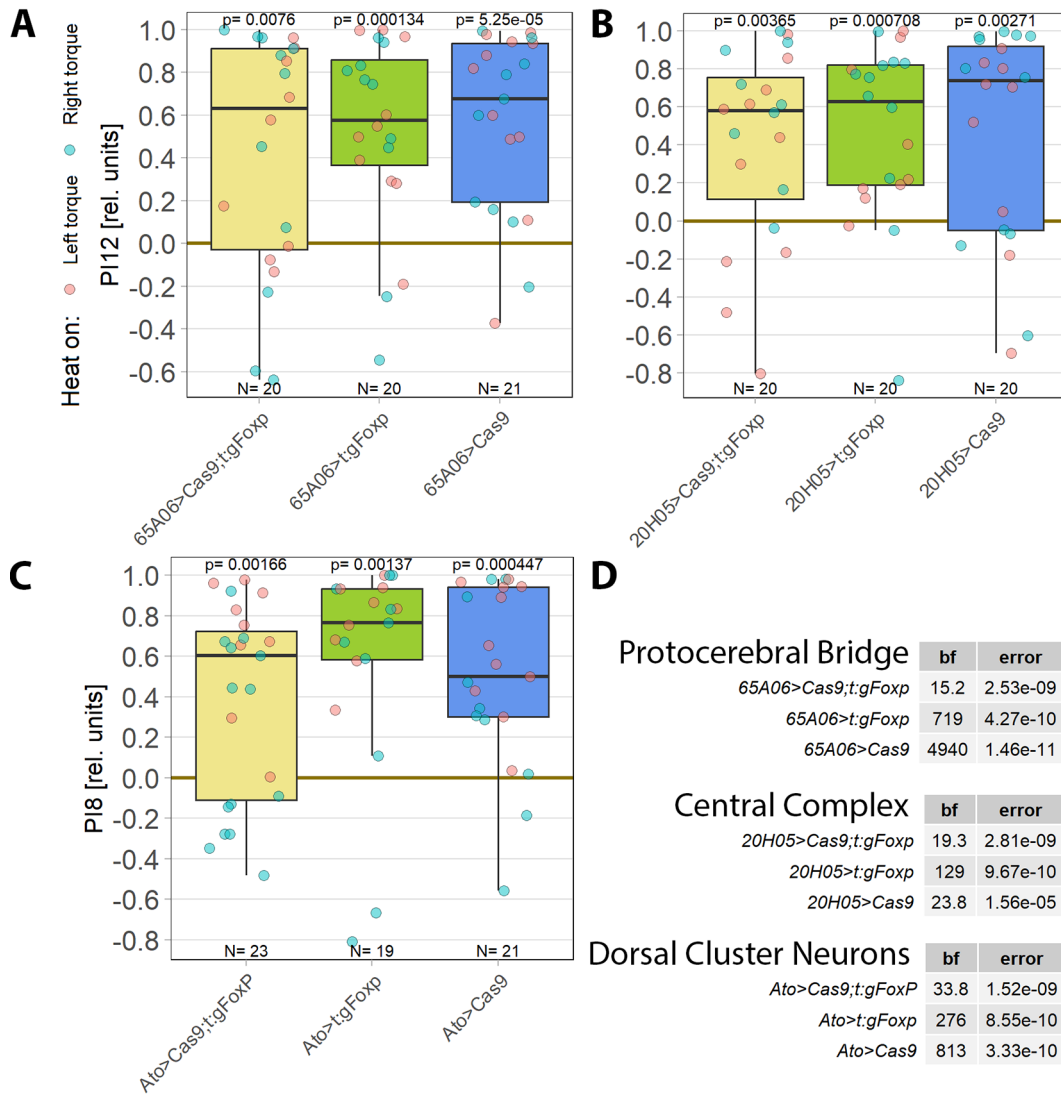 A
Heat on: Left torque Right torque
PI12 [rel. units]
1.0
0.8
0.6
0.4
0.2
0.0
-0.2
-0.4
-0.6
p= 0.0076 p= 0.000134 p= 5.25e-05
N= 20 N= 20 N= 21
65A06>Cas9;t:gFoxp
65A06>t:gFoxp
65A06>Cas9
B
1.0
0.8
0.6
0.4
0.2
0.0
-0.2
-0.4
-0.6
-0.8
p= 0.00365 p= 0.000708 p= 0.00271
N= 20 N= 20 N= 20
20H05>Cas9;t:gFoxp
20H05>t:gFoxp
20H05>Cas9
C
PI8 [rel. units]
1.0
0.8
0.6
0.4
0.2
0.0
-0.2
-0.4
-0.6
-0.8
p= 0.00166 p= 0.00137 p= 0.000447
N= 23 N= 19 N= 21
Ato>Cas9;t:gFoxP
Ato>t:gFoxp
Ato>Cas9
D
Protocerebral Bridge bf error
65A06>Cas9;t:gFoxp 15.2 2.53e-09
65A06>t:gFoxp 719 4.27e-10
65A06>Cas9 4940 1.46e-11
Central Complex bf error
20H05>Cas9;t:gFoxp 19.3 2.81e-09
20H05>t:gFoxp 129 9.67e-10
20H05>Cas9 23.8 1.56e-05
Dorsal Cluster Neurons bf error
Ato>Cas9;t:gFoxP 33.8 1.52e-09
Ato>t:gFoxp 276 8.55e-10
Ato>Cas9 813 3.33e-10